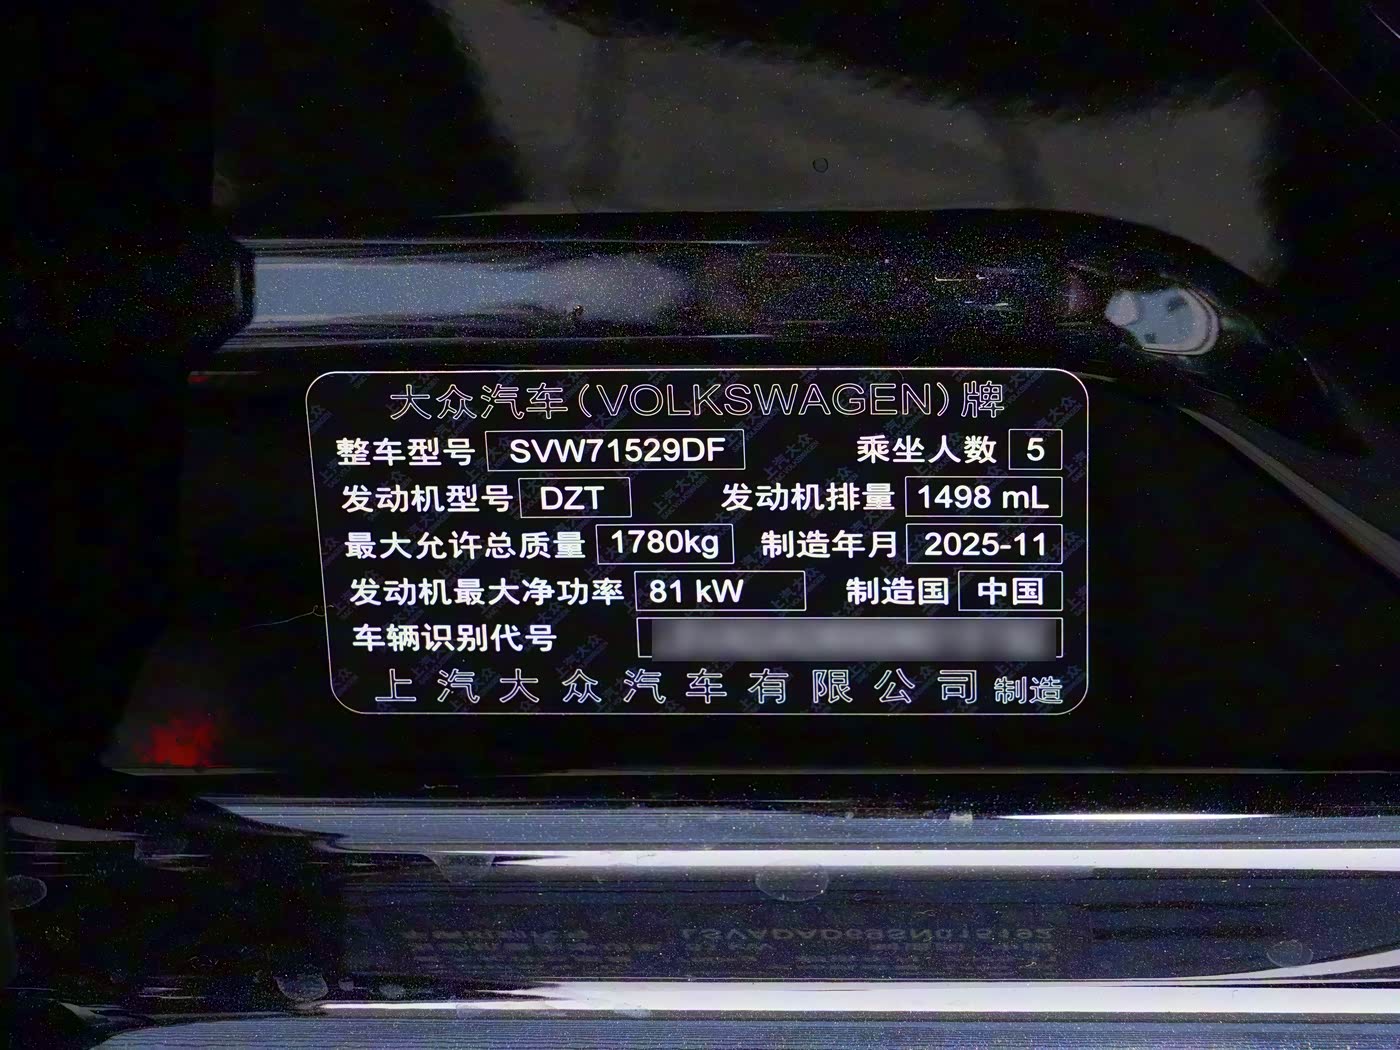 大众汽车(VOLKSWAGEN)牌
整车型号 SVW71529DF 乘坐人数 5
发动机型号 DZT 发动机排量 1498 mL
最大允许总质量 1780kg 制造年月 2025-11
发动机最大净功率 81 kW 制造国 中国
车辆识别代号
上汽大众汽车有限公司 制造